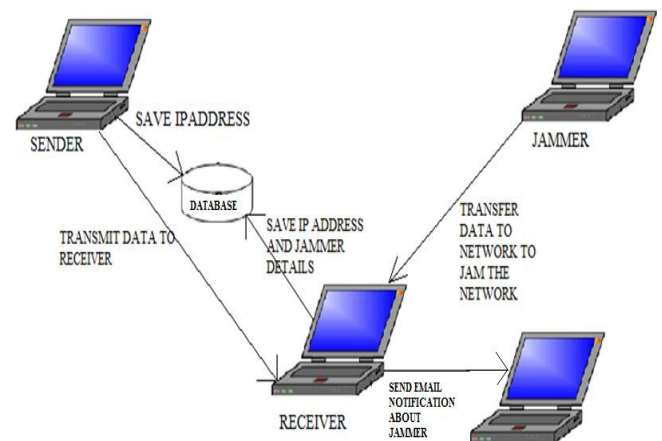 SAVE IPADDRESS
SENDER
JAMMER
DATABASE
TRANSMIT DATA TO
RECEIVER
SAVE IP ADDRESS
AND JAMMER
DETAILS
TRANSFER
DATA TO
NETWORK TO
JAM THE
NETWORK
RECEIVER
SEND EMAIL
NOTIFICATION
ABOUT
JAMMER